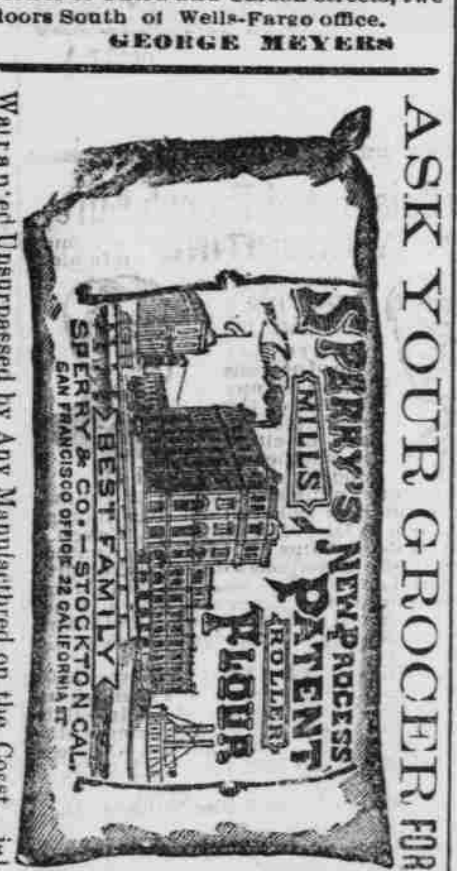 doors South of Wells-Fargo office.
GEORGE MEYERS
ASK YOUR GROCER FOR
SPERRY'S NEW PROCESS
MILLS
PATENT
ROLLER
FLOUR
BEST FAMILY
SPERRY & CO. — STOCKTON CAL.
SAN FRANCISCO OFFICE 22 CALIFORNIA ST
Warranted Unsurpassed by Any Manufacthred on the Coast